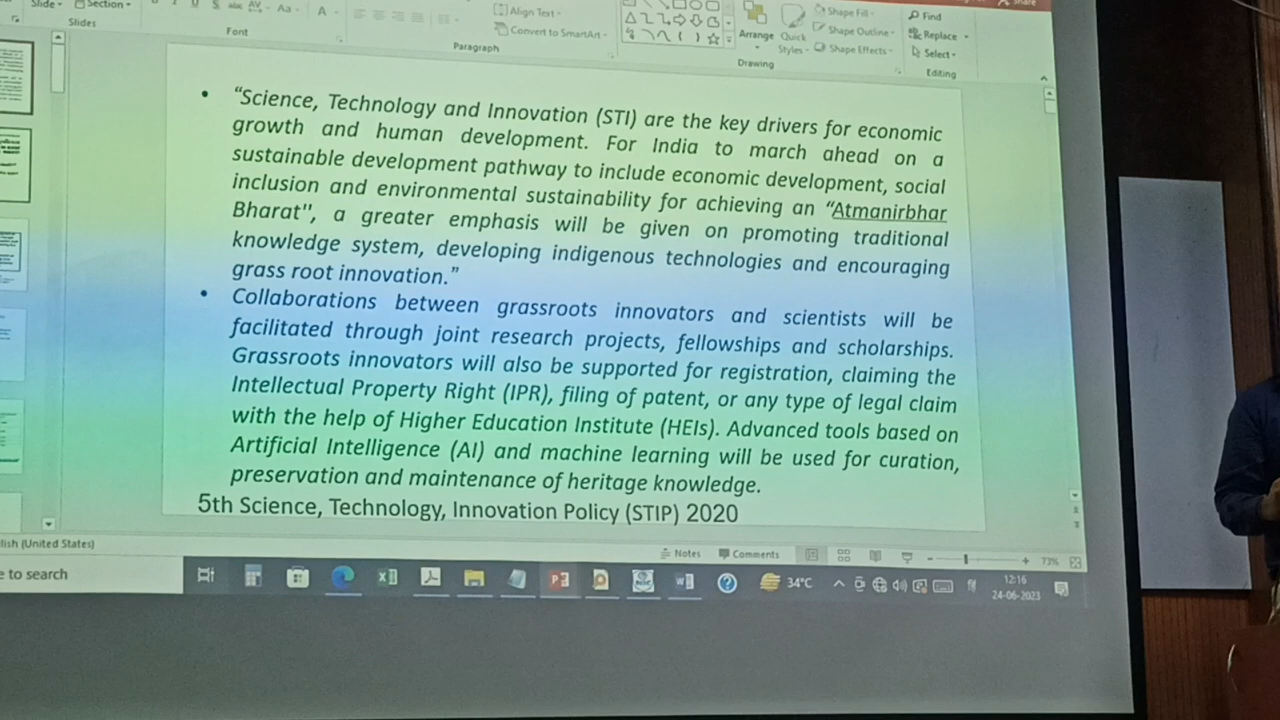 Slide
Section
Slides
Font
Paragraph
Align Text
Convert to SmartArt
Arrange
Quick Styles
Shape Fill
Shape Outline
Shape Effects
Drawing
Find
Replace
Select
Editing
Share
• “Science, Technology and Innovation (STI) are the key drivers for economic
growth and human development. For India to march ahead on a
sustainable development pathway to include economic development, social
inclusion and environmental sustainability for achieving an “Atmanirbhar
Bharat'', a greater emphasis will be given on promoting traditional
knowledge system, developing indigenous technologies and encouraging
grass root innovation.”
• Collaborations between grassroots innovators and scientists will be
facilitated through joint research projects, fellowships and scholarships.
Grassroots innovators will also be supported for registration, claiming the
Intellectual Property Right (IPR), filing of patent, or any type of legal claim
with the help of Higher Education Institute (HEIs). Advanced tools based on
Artificial Intelligence (AI) and machine learning will be used for curation,
preservation and maintenance of heritage knowledge.
5th Science, Technology, Innovation Policy (STIP) 2020
lish (United States)
Notes
Comments
73%
e to search
34°C
12:16
24-06-2023